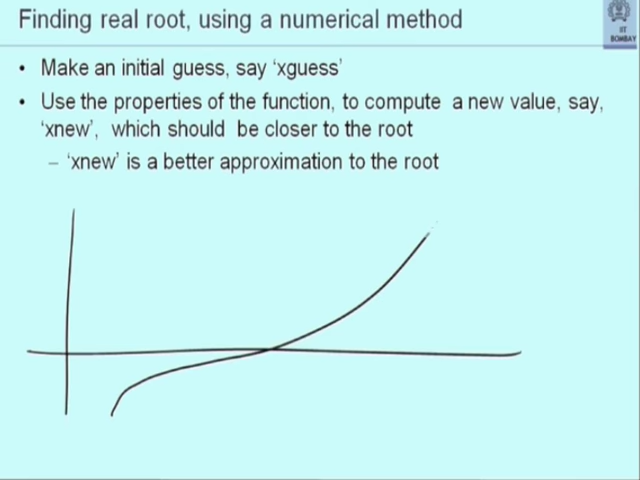 Finding real root, using a numerical method
IIT
BOMBAY
• Make an initial guess, say ‘xguess’
• Use the properties of the function, to compute a new value, say,
‘xnew’, which should be closer to the root
– ‘xnew’ is a better approximation to the root